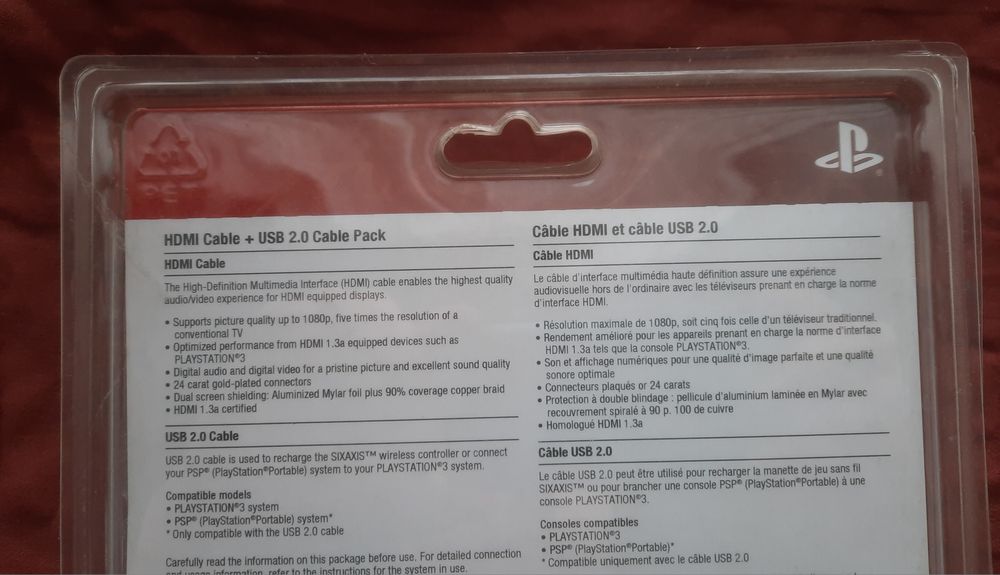 HDMI Cable + USB 2.0 Cable Pack
HDMI Cable
The High-Definition Multimedia Interface (HDMI) cable enables the highest quality
audio/video experience for HDMI equipped displays.
• Supports picture quality up to 1080p, five times the resolution of a
conventional TV
• Optimized performance from HDMI 1.3a equipped devices such as
PLAYSTATION®3
• Digital audio and digital video for a pristine picture and excellent sound quality
• 24 carat gold-plated connectors
• Dual screen shielding: Aluminized Mylar foil plus 90% coverage copper braid
• HDMI 1.3a certified
USB 2.0 Cable
USB 2.0 cable is used to recharge the SIXAXIS™ wireless controller or connect
your PSP® (PlayStation®Portable) system to your PLAYSTATION®3 system.
Compatible models
• PLAYSTATION®3 system
• PSP® (PlayStation®Portable) system*
* Only compatible with the USB 2.0 cable
Carefully read the information on this package before use. For detailed connection
and usage information, refer to the instructions for the system in use.
Câble HDMI et câble USB 2.0
Câble HDMI
Le câble d'interface multimédia haute définition assure une expérience
audiovisuelle hors de l'ordinaire avec les téléviseurs prenant en charge la norme
d'interface HDMI.
• Résolution maximale de 1080p, soit cinq fois celle d'un téléviseur traditionnel.
• Rendement amélioré pour les appareils prenant en charge la norme d'interface
HDMI 1.3a tels que la console PLAYSTATION®3.
• Son et affichage numériques pour une qualité d'image parfaite et une qualité
sonore optimale
• Connecteurs plaqués or 24 carats
• Protection à double blindage : pellicule d'aluminium laminée en Mylar avec
recouvrement spiralé à 90 p. 100 de cuivre
• Homologué HDMI 1.3a
Câble USB 2.0
Le câble USB 2.0 peut être utilisé pour recharger la manette de jeu sans fil
SIXAXIS™ ou pour brancher une console PSP® (PlayStation®Portable) à une
console PLAYSTATION®3.
Consoles compatibles
• PLAYSTATION®3
• PSP® (PlayStation®Portable)*
* Compatible uniquement avec le câble USB 2.0